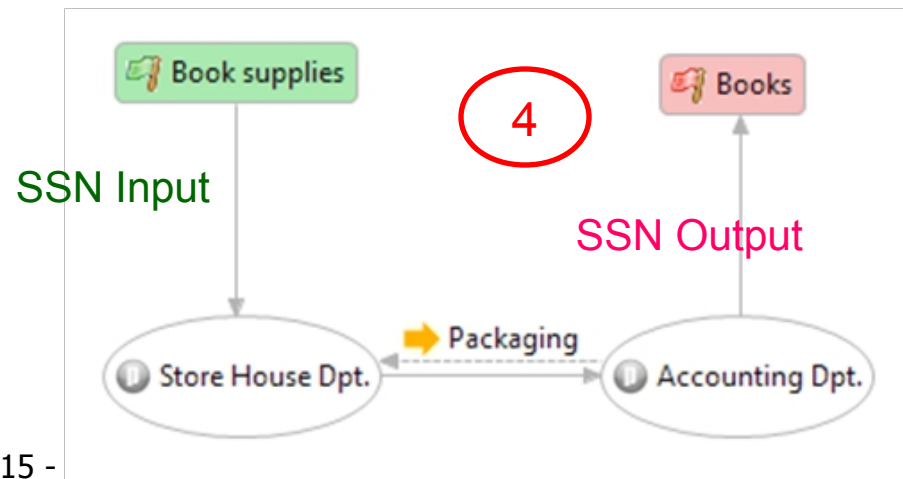 Book supplies
Books
4
SSN Input
SSN Output
Packaging
Store House Dpt.
Accounting Dpt.
15 -